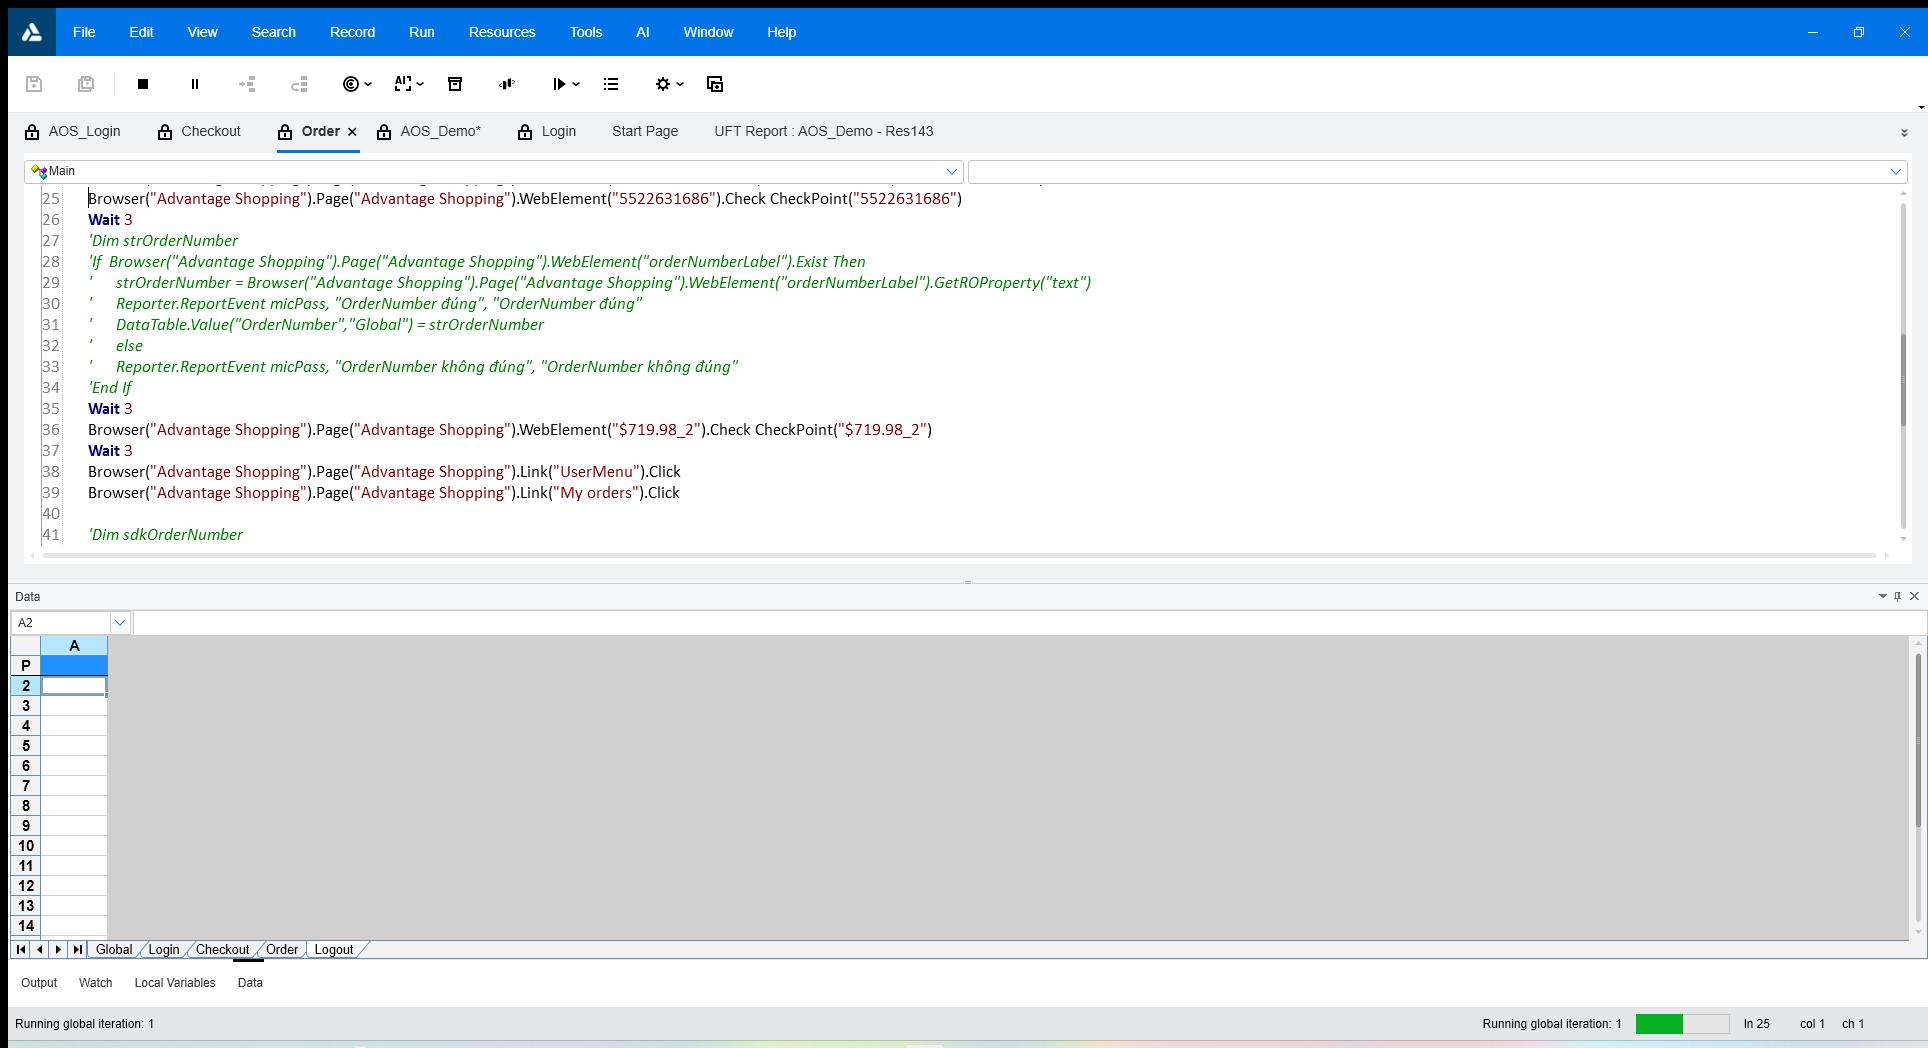 File Edit View Search Record Run Resources Tools AI Window Help
AOS_Login Checkout Order AOS_Demo* Login Start Page UFT Report : AOS_Demo - Res143
Main
25 Browser("Advantage Shopping").Page("Advantage Shopping").WebElement("5522631686").Check CheckPoint("5522631686")
26 Wait 3
27 'Dim strOrderNumber
28 'If  Browser("Advantage Shopping").Page("Advantage Shopping").WebElement("orderNumberLabel").Exist Then
29 '     strOrderNumber = Browser("Advantage Shopping").Page("Advantage Shopping").WebElement("orderNumberLabel").GetROProperty("text")
30 '     Reporter.ReportEvent micPass, "OrderNumber đúng", "OrderNumber đúng"
31 '     DataTable.Value("OrderNumber","Global") = strOrderNumber
32 '     else
33 '     Reporter.ReportEvent micPass, "OrderNumber không đúng", "OrderNumber không đúng"
34 'End If
35 Wait 3
36 Browser("Advantage Shopping").Page("Advantage Shopping").WebElement("$719.98_2").Check CheckPoint("$719.98_2")
37 Wait 3
38 Browser("Advantage Shopping").Page("Advantage Shopping").Link("UserMenu").Click
39 Browser("Advantage Shopping").Page("Advantage Shopping").Link("My orders").Click
40
41 'Dim sdkOrderNumber
Data
A2
A
P
2
3
4
5
6
7
8
9
10
11
12
13
14
Global Login Checkout Order Logout
Output Watch Local Variables Data
Running global iteration: 1 Running global iteration: 1 ln 25 col 1 ch 1